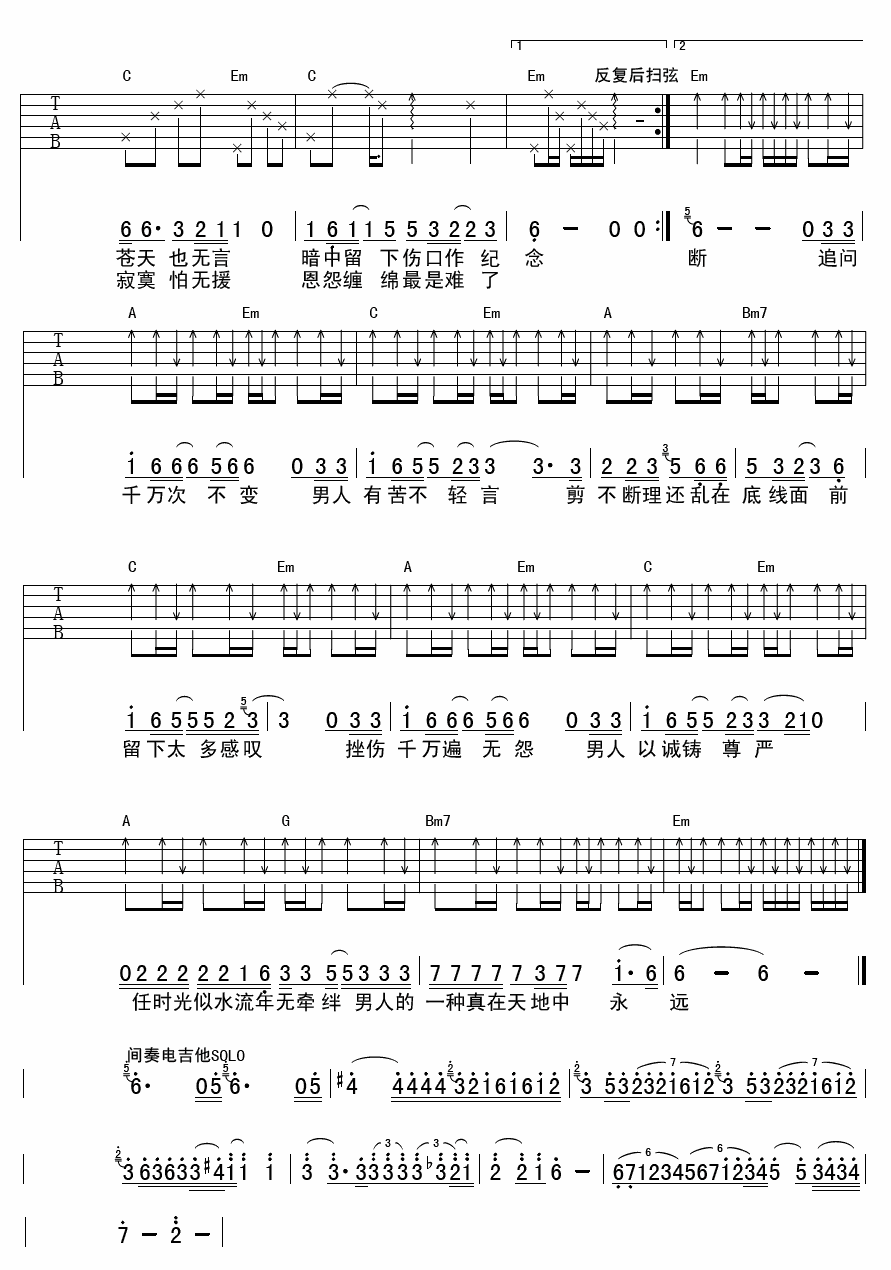 1 2
C Em C Em 反复后扫弦 Em
T
A
B
6 6· 3 2 1 1 0 1 6 1 1 5 5 3 2 2 2 3 6 — 0 0 5 6 — — 0 3 3
苍天 也无言 暗中留 下伤口作 纪 念 断 追问
寂寞 怕无援 恩怨缠 绵最是难 了
A Em C Em A Bm7
T
A
B
1 6 6 6 5 6 6 0 3 3 1 6 5 5 2 3 3 3· 3 2 2 3 3 5 6 6 5 3 2 3 6
千万次 不 变 男人 有苦不 轻 言 剪 不断理还乱在 底线面 前
C Em A Em C Em
T
A
B
1 6 5 5 5 2 5 3 3 0 3 3 1 6 6 6 5 6 6 0 3 3 1 6 5 5 2 3 3 2 1 0
留下太 多感叹 挫伤 千万遍 无 怨 男人 以诚铸 尊 严
A G Bm7 Em
T
A
B
0 2 2 2 2 2 1 6 3 3 5 5 3 3 3 7 7 7 7 7 3 7 7 1· 6 6 — 6 —
任时光似水流年无牵绊 男人的 一种真在天地中 永 远
间奏电吉他SOLO
5 6· 0 5 5 6· 0 5 #4 4 4 4 4 2 3 2 1 6 1 6 1 2 2 3 5 3 2 3 2 1 6 1 2 7 2 3 5 3 2 3 2 1 6 1 2 7
2 3 6 3 6 3 3 #4 1 1 1 3 3· 3 3 3 3 3 3 b3 2 1 3 2 2 1 6 — 6 7 1 2 3 4 5 6 7 1 2 3 4 5 5 3 4 3 4
7 — 2 —